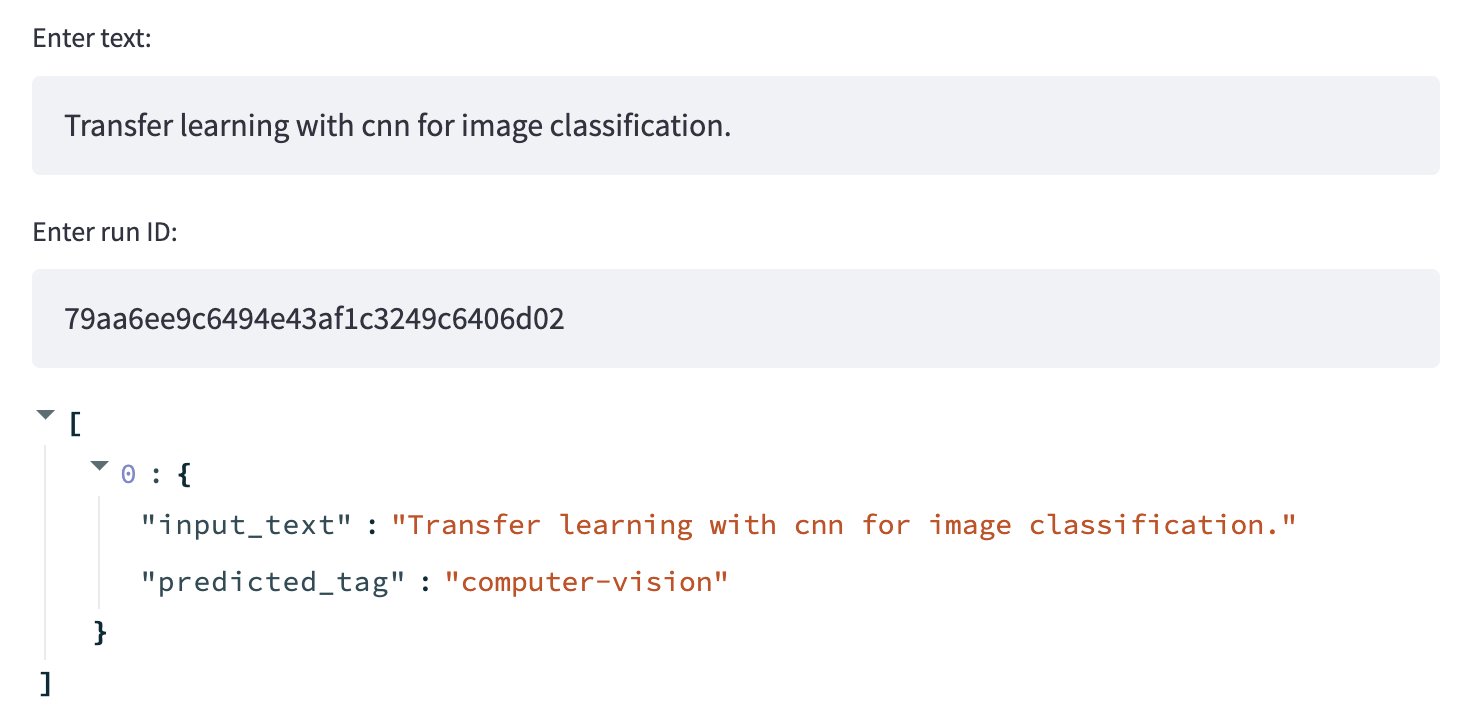 Enter text:
Transfer learning with cnn for image classification.
Enter run ID:
79aa6ee9c6494e43af1c3249c6406d02
[
0 : {
"input_text" : "Transfer learning with cnn for image classification."
"predicted_tag" : "computer-vision"
}
]